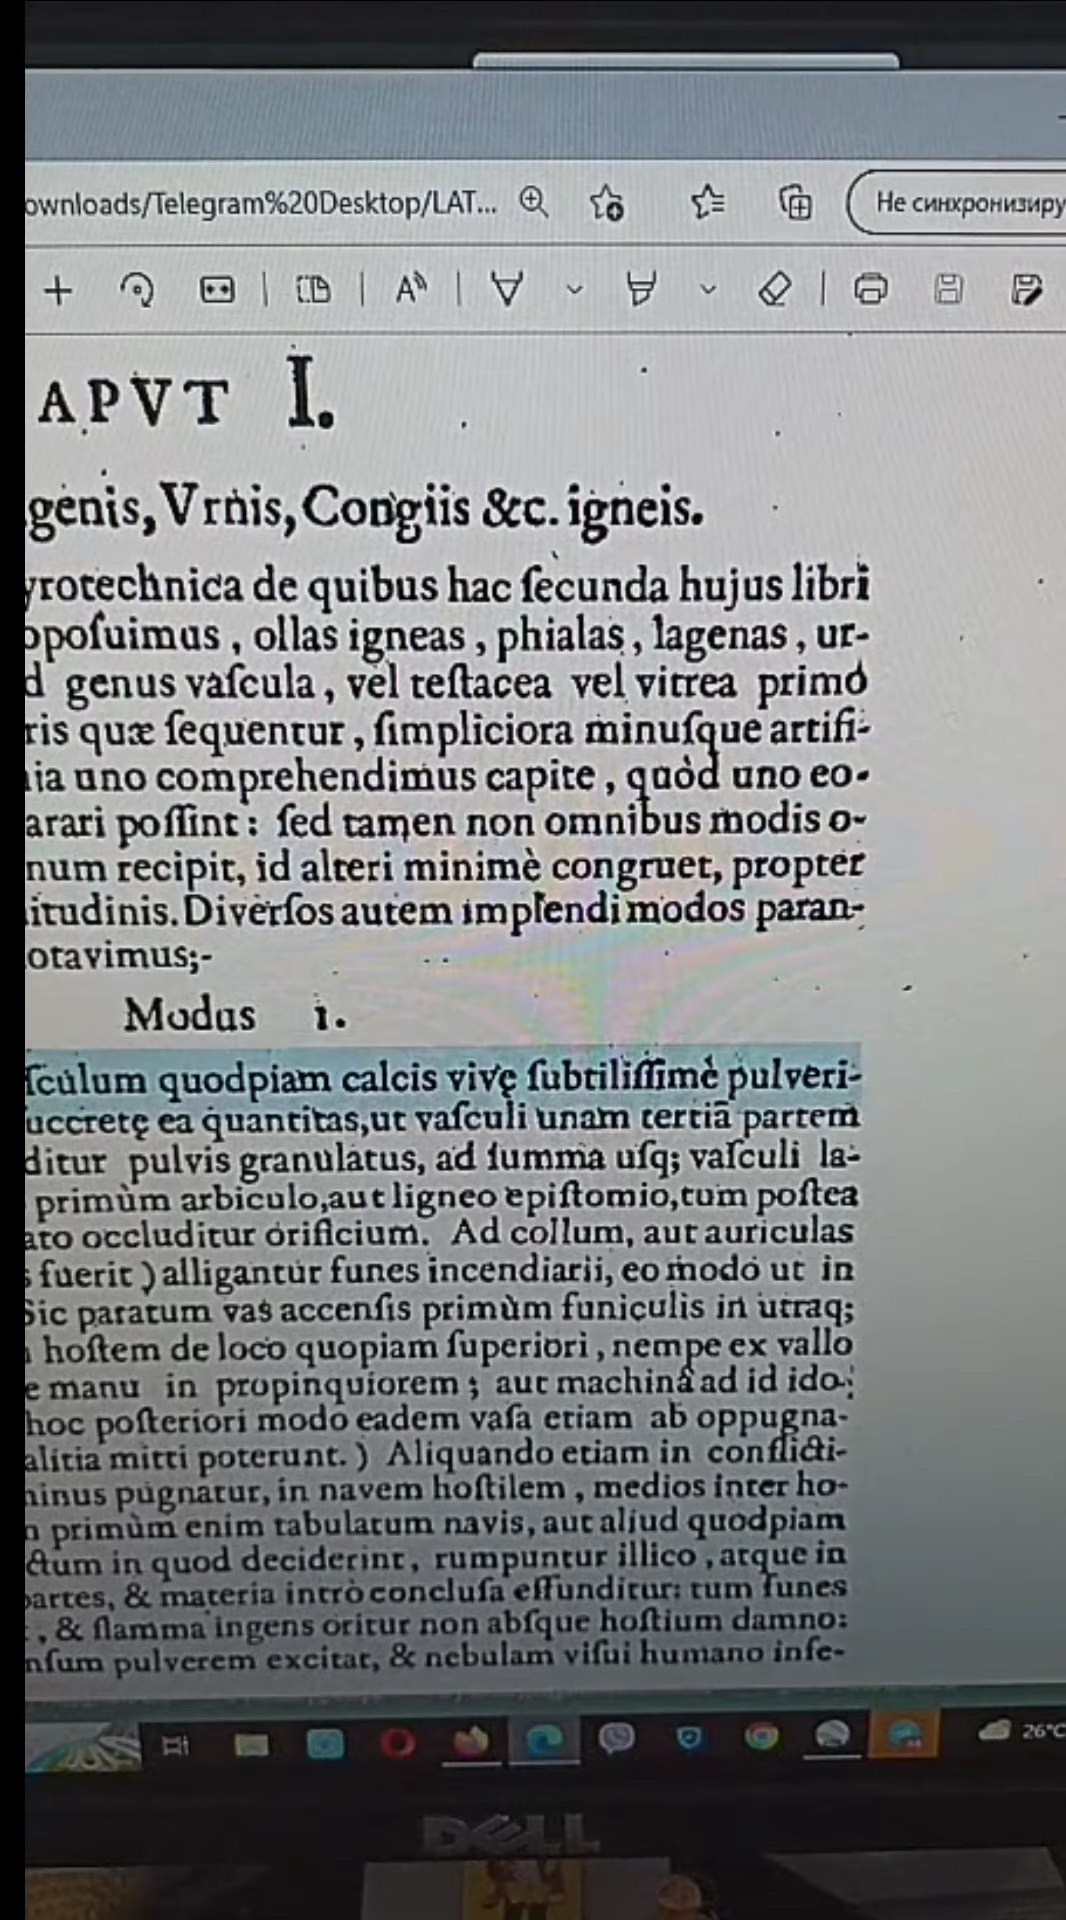 ownloads/Telegram%20Desktop/LAT...
Не синхронизиру
APVT I.
genis, Vrnis, Congiis &c. igneis.
yrotechnica de quibus hac ſecunda hujus libri
opoſuimus, ollas igneas, phialas, lagenas, ur-
d genus vaſcula, vel teſtacea vel vitrea primò
ris quæ ſequentur, ſimpliciora minuſque artifi-
ia uno comprehendimus capite, quòd uno eo-
arari poſſint: ſed tamen non omnibus modis o-
num recipit, id alteri minimè congruet, propter
itudinis. Diverſos autem implendi modos paran-
otavimus;-
Modus 1.
ſculum quodpiam calcis vivę ſubtiliſſimè pulveri-
uccretę ea quantitas, ut vaſculi unam tertiã partem
ditur pulvis granulatus, ad ſumma uſq; vaſculi la-
primùm arbiculo, aut ligneo epiſtomio, tum poſtea
ato occluditur orificium. Ad collum, aut auriculas
s fuerit) alligantur funes incendiarii, eo modo ut in
Sic paratum vas accenſis primùm funiculis in utraq;
hoſtem de loco quopiam ſuperiori, nempe ex vallo
e manu in propinquiorem; aut machina ad id ido-
hoc poſteriori modo eadem vaſa etiam ab oppugna-
alitia mitti poterunt.) Aliquando etiam in conflicti-
minus pugnatur, in navem hoſtilem, medios inter ho-
n primùm enim tabulatum navis, aut aliud quodpiam
ctum in quod deciderint, rumpuntur illico, atque in
partes, & materia intrò concluſa effunditur: tum funes
, & flamma ingens oritur non abſque hoſtium damno:
nſum pulverem excitat, & nebulam viſui humano infe-
26°C
DELL